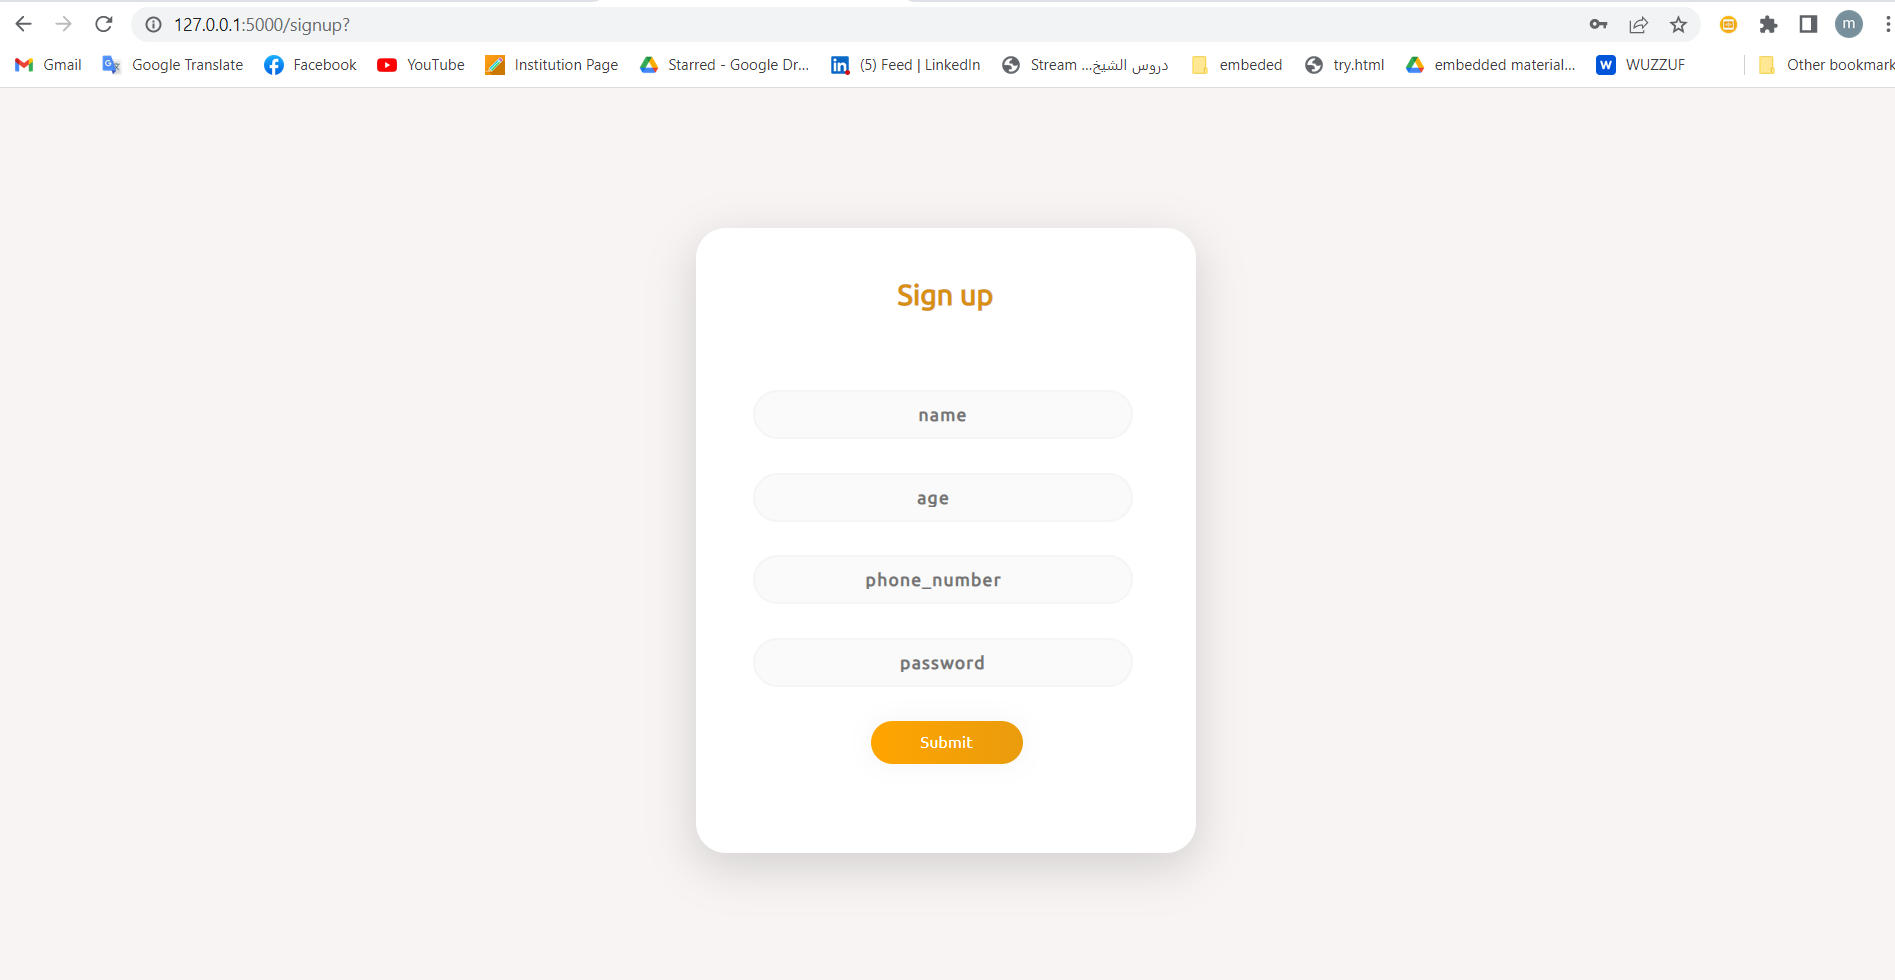 127.0.0.1:5000/signup?
m
Gmail Google Translate Facebook YouTube Institution Page Starred - Google Dr... in (5) Feed | LinkedIn Stream ...دروس الشيخ embeded try.html embedded material... W WUZZUF Other bookmark
Sign up
name
age
phone_number
password
Submit